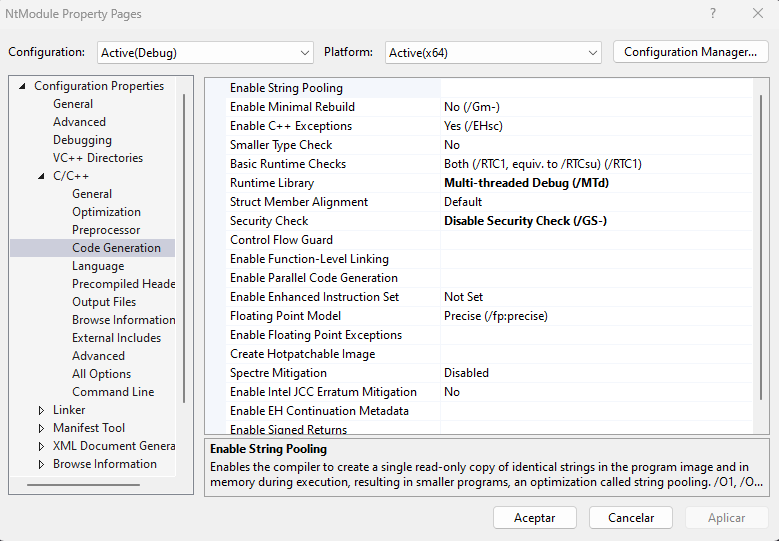 NtModule Property Pages
?
Configuration: Active(Debug) Platform: Active(x64) Configuration Manager...
Configuration Properties
General
Advanced
Debugging
VC++ Directories
C/C++
General
Optimization
Preprocessor
Code Generation
Language
Precompiled Heade
Output Files
Browse Information
External Includes
Advanced
All Options
Command Line
Linker
Manifest Tool
XML Document Genera
Browse Information
Enable String Pooling
Enable Minimal Rebuild No (/Gm-)
Enable C++ Exceptions Yes (/EHsc)
Smaller Type Check No
Basic Runtime Checks Both (/RTC1, equiv. to /RTCsu) (/RTC1)
Runtime Library Multi-threaded Debug (/MTd)
Struct Member Alignment Default
Security Check Disable Security Check (/GS-)
Control Flow Guard
Enable Function-Level Linking
Enable Parallel Code Generation
Enable Enhanced Instruction Set Not Set
Floating Point Model Precise (/fp:precise)
Enable Floating Point Exceptions
Create Hotpatchable Image
Spectre Mitigation Disabled
Enable Intel JCC Erratum Mitigation No
Enable EH Continuation Metadata
Enable Signed Returns
Enable String Pooling
Enables the compiler to create a single read-only copy of identical strings in the program image and in
memory during execution, resulting in smaller programs, an optimization called string pooling. /O1, /O...
Aceptar Cancelar Aplicar